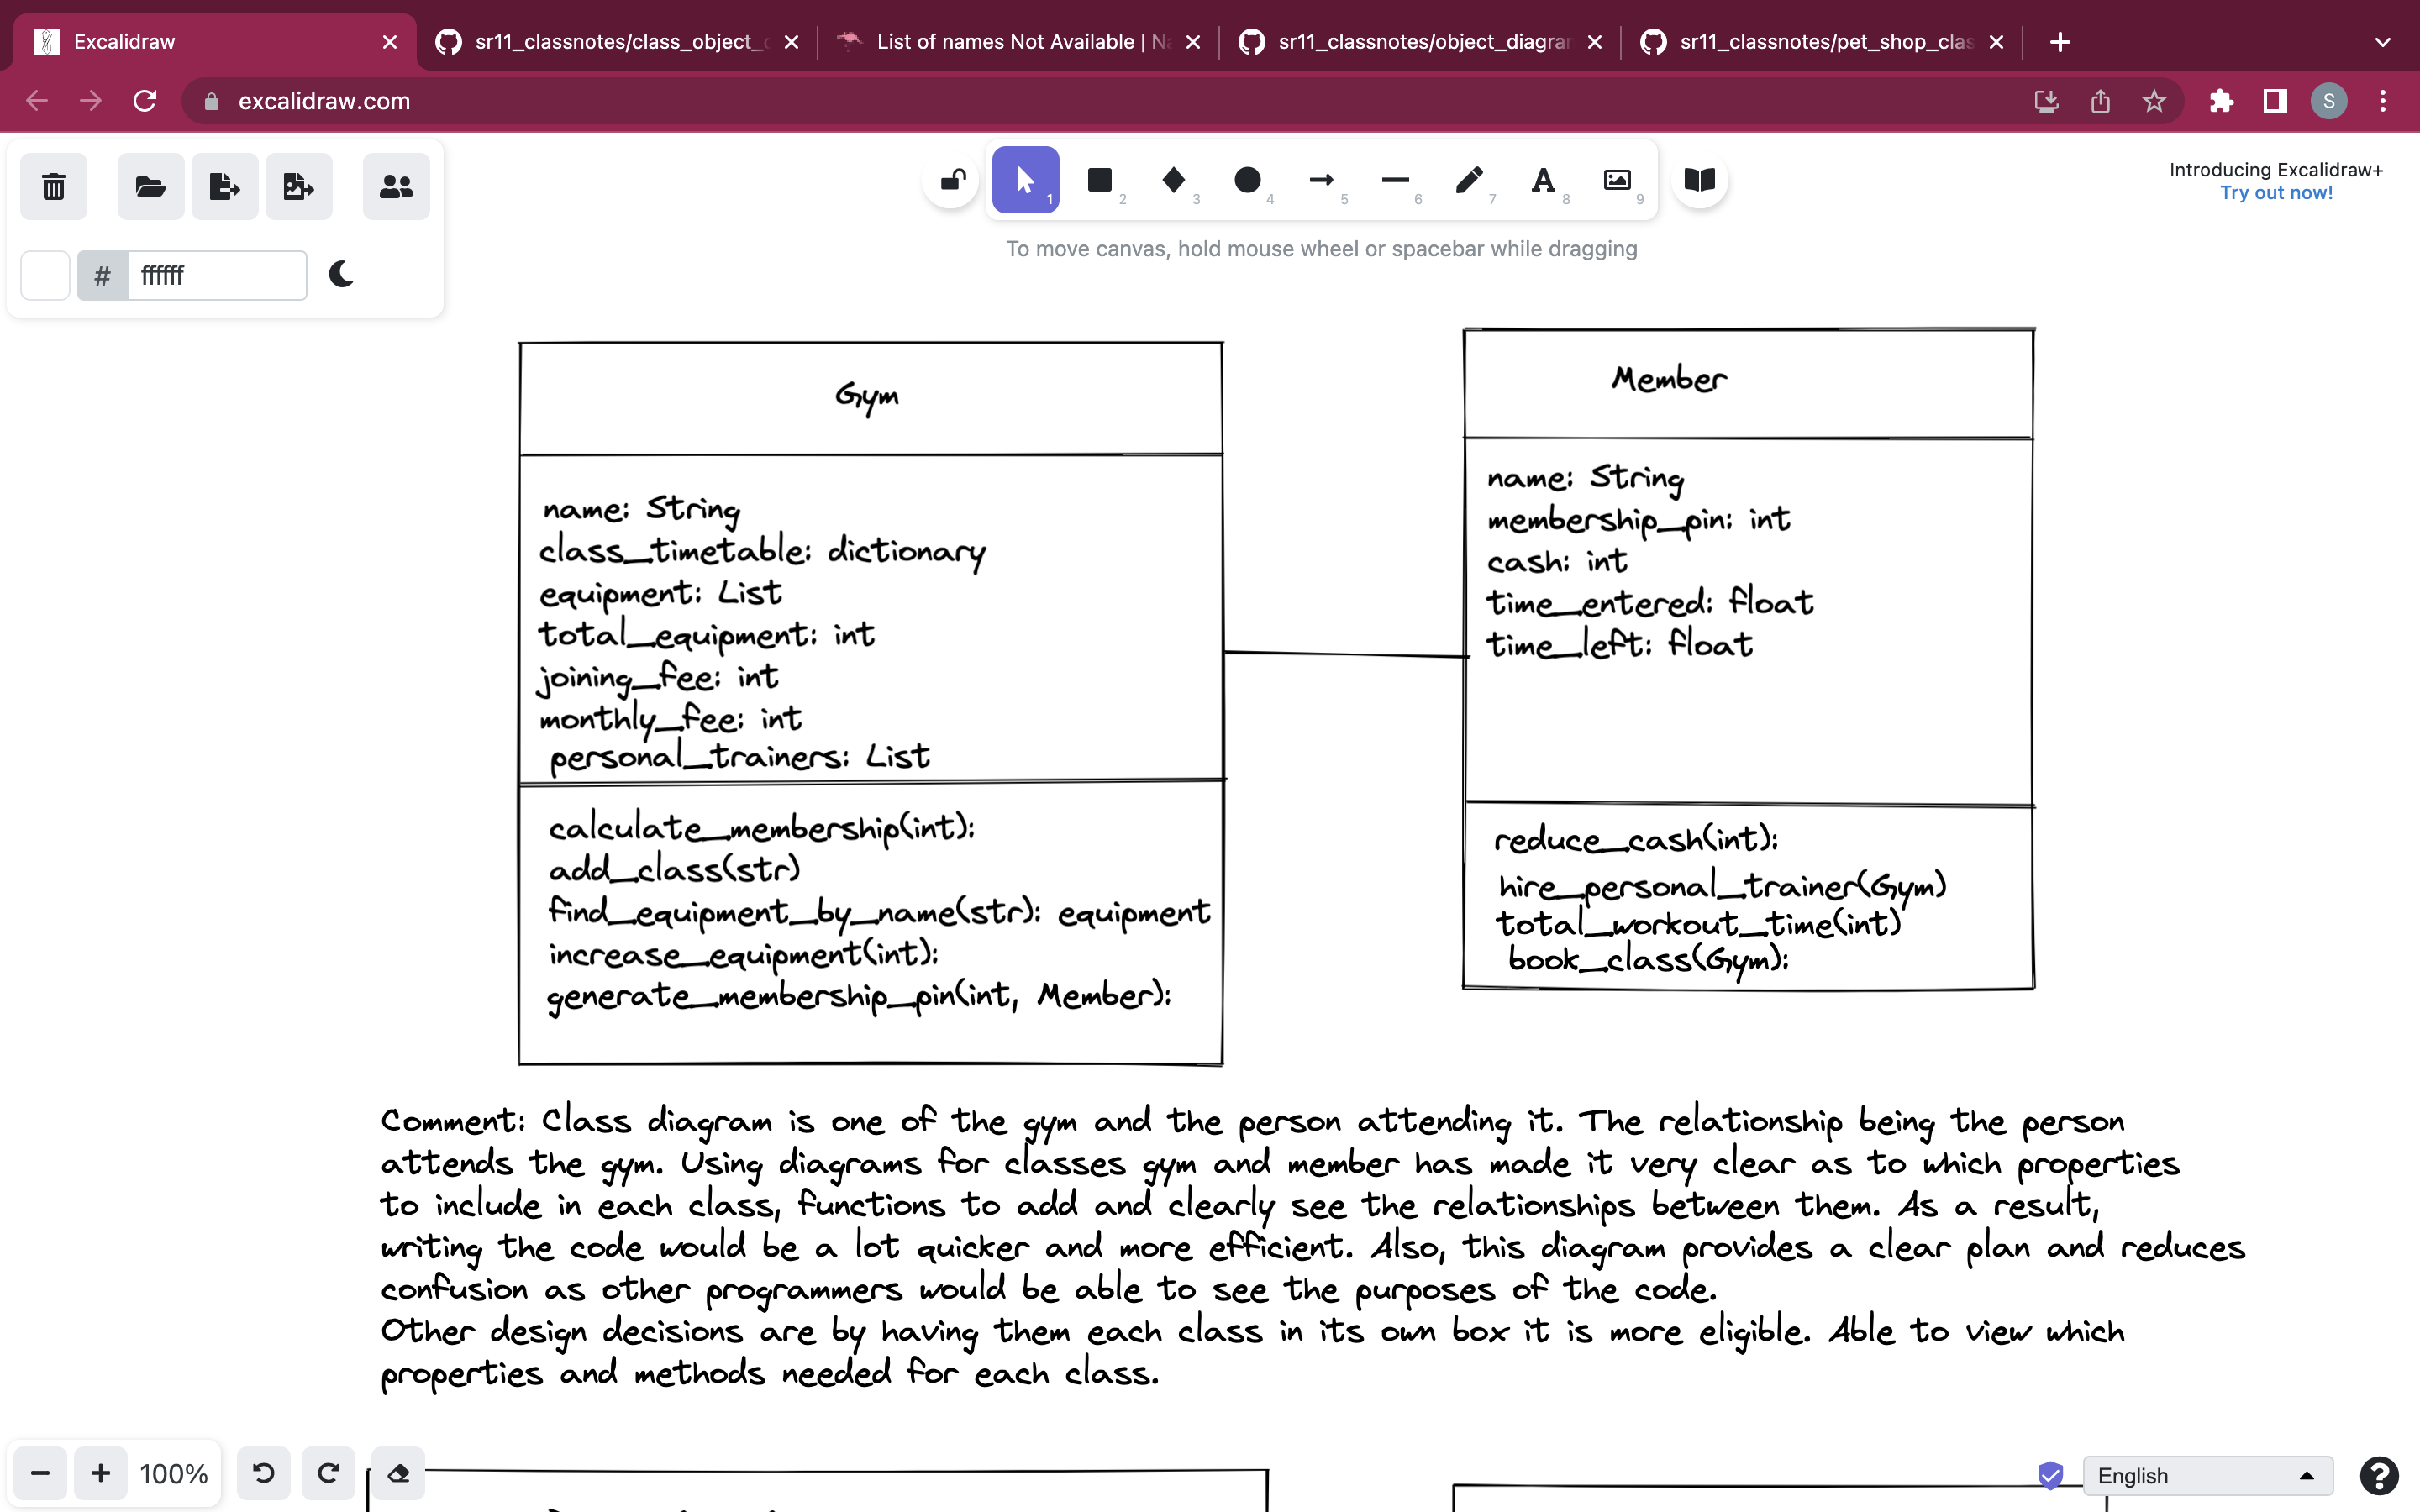 Excalidraw
sr11_classnotes/class_object_c
List of names Not Available | Na
sr11_classnotes/object_diagram
sr11_classnotes/pet_shop_clas
excalidraw.com
S
1
2
3
4
5
6
7
A 8
9
Introducing Excalidraw+
Try out now!
# ffffff
To move canvas, hold mouse wheel or spacebar while dragging
Gym
name: String
class_timetable: dictionary
equipment: List
total_equipment: int
joining_fee: int
monthly_fee: int
personal_trainers: List
calculate_membership(int):
add_class(str)
find_equipment_by_name(str): equipment
increase_equipment(int):
generate_membership_pin(int, Member):
Member
name: String
membership_pin: int
cash: int
time_entered: float
time_left: float
reduce_cash(int):
hire_personal_trainer(Gym)
total_workout_time(int)
book_class(Gym):
Comment: Class diagram is one of the gym and the person attending it. The relationship being the person
attends the gym. Using diagrams for classes gym and member has made it very clear as to which properties
to include in each class, functions to add and clearly see the relationships between them. As a result,
writing the code would be a lot quicker and more efficient. Also, this diagram provides a clear plan and reduces
confusion as other programmers would be able to see the purposes of the code.
Other design decisions are by having them each class in its own box it is more eligible. Able to view which
properties and methods needed for each class.
100%
English
?